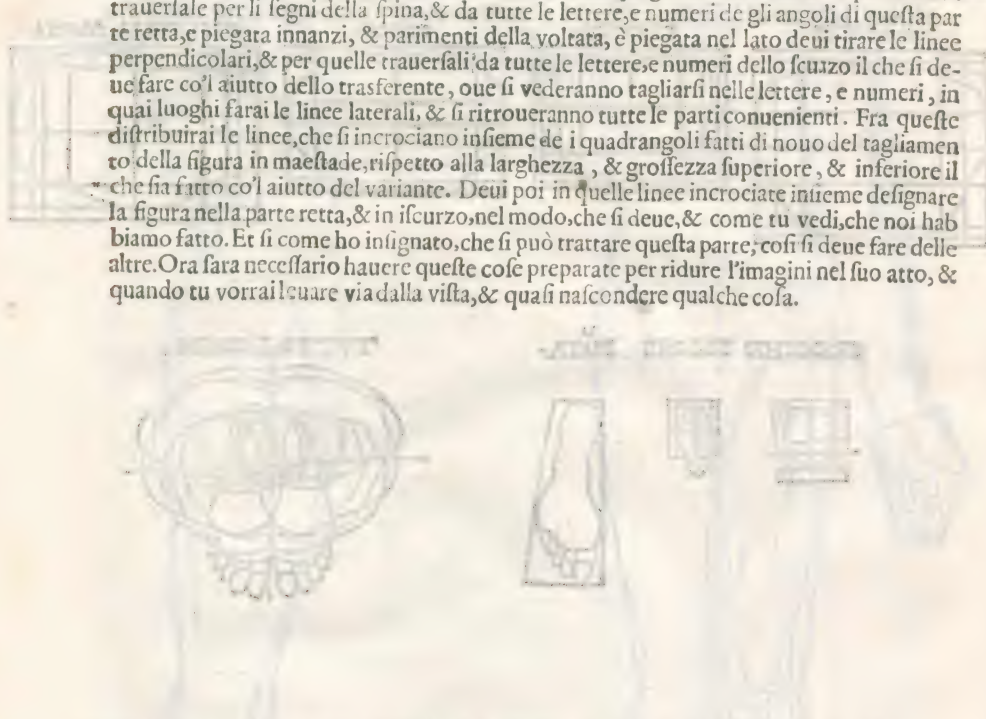 trauerſale per li ſegni della ſpina,& da tutte le lettere,e numeri de gli angoli di queſta par
te retta,e piegata innanzi, & parimenti della voltata, è piegata nel lato deui tirare le linee
perpendicolari,& per quelle trauerſali da tutte le lettere,e numeri dello ſcuazo il che ſi de-
ue fare co'l aiutto dello trasferente, oue ſi vederanno tagliarſi nelle lettere, e numeri, in
quai luoghi farai le linee laterali, & ſi ritroueranno tutte le parti conuenienti. Fra queſte
diſtribuirai le linee,che ſi incrociano inſieme de i quadrangoli fatti di nouo del tagliamen
to della figura in maeſtade,riſpetto alla larghezza , & groſſezza ſuperiore, & inferiore il
che ſia fatto co'l aiutto del variante. Deui poi in quelle linee incrociate inſieme deſignare
la figura nella parte retta,& in iſcurzo,nel modo,che ſi deue,& come tu vedi,che noi hab
biamo fatto.Et ſi come ho inſignato,che ſi può trattare queſta parte, coſi ſi deue fare delle
altre.Ora ſara neceſſario hauere queſte coſe preparate per ridure l'imagini nel ſuo atto, &
quando tu vorrai leuare via dalla viſta,& quaſi naſcondere qualche coſa.